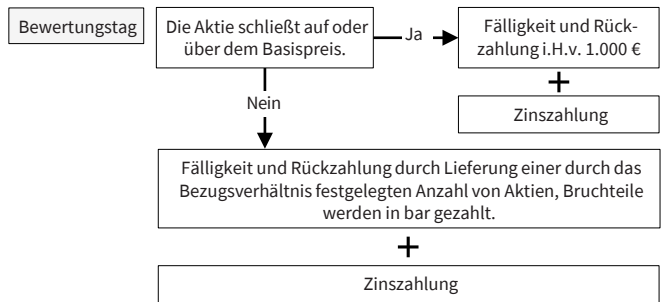 Bewertungstag
Die Aktie schließt auf oder
über dem Basispreis.
Ja
Fälligkeit und Rück-
zahlung i.H.v. 1.000 €
+
Zinszahlung
Nein
Fälligkeit und Rückzahlung durch Lieferung einer durch das
Bezugsverhältnis festgelegten Anzahl von Aktien, Bruchteile
werden in bar gezahlt.
+
Zinszahlung